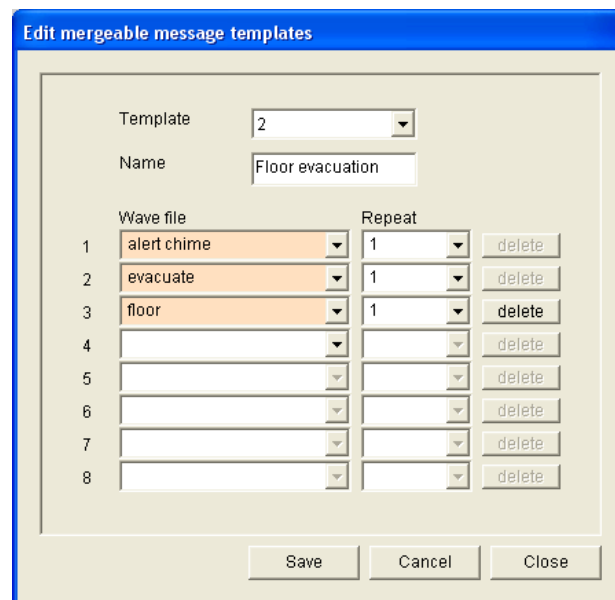 Edit mergeable message templates
Template 2
Name Floor evacuation
Wave file Repeat
1 alert chime 1 delete
2 evacuate 1 delete
3 floor 1 delete
4 delete
5 delete
6 delete
7 delete
8 delete
Save Cancel Close